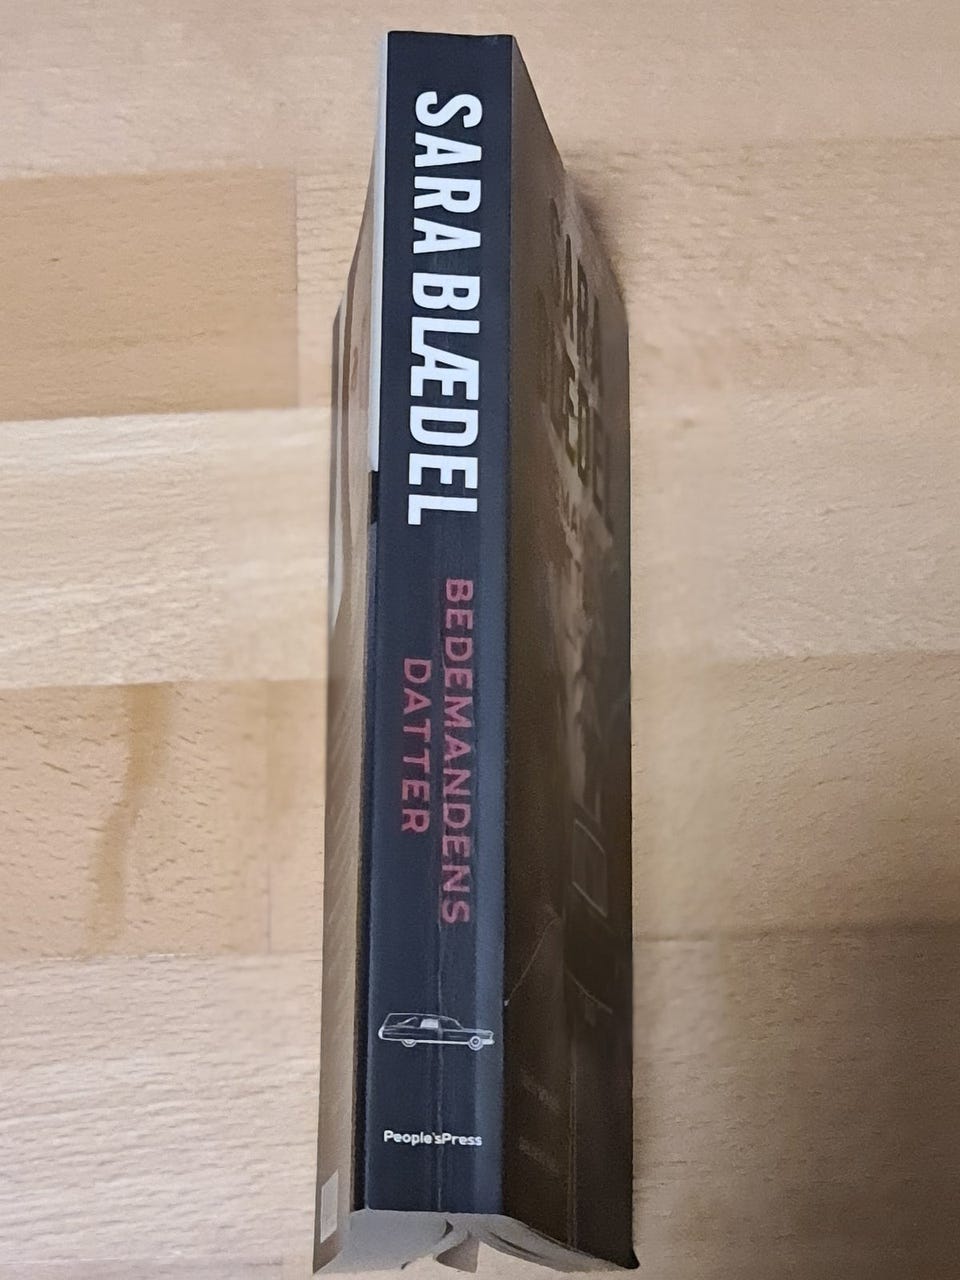 SARA BLÆDEL
BEDEMANDENS
DATTER
People'sPress